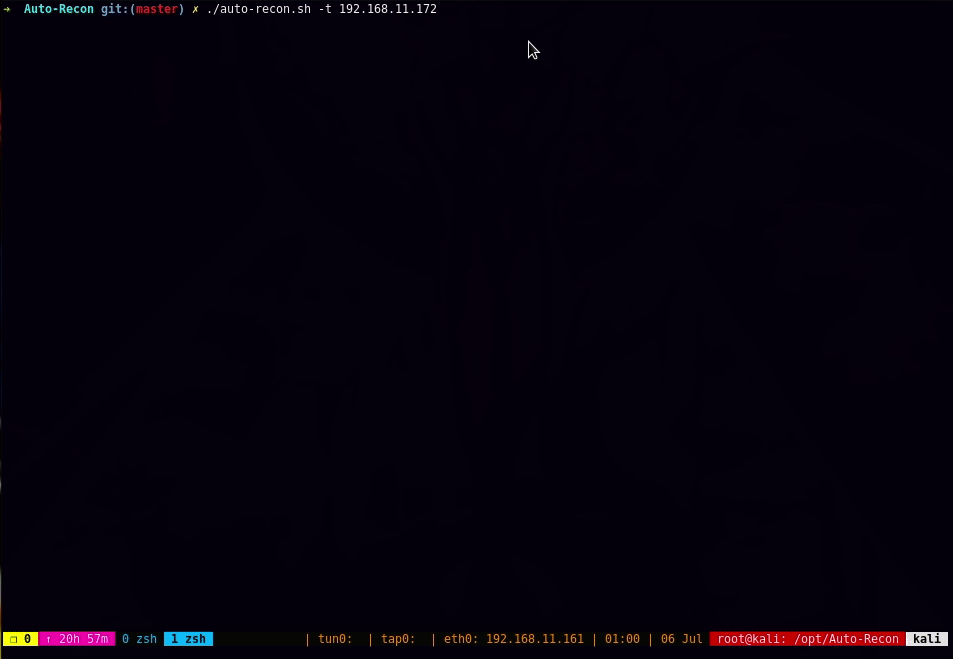 ➜  Auto-Recon git:(master) ✗ ./auto-recon.sh -t 192.168.11.172
❐ 0 ↑ 20h 57m 0 zsh 1 zsh | tun0: | tap0: | eth0: 192.168.11.161 | 01:00 | 06 Jul root@kali: /opt/Auto-Recon kali